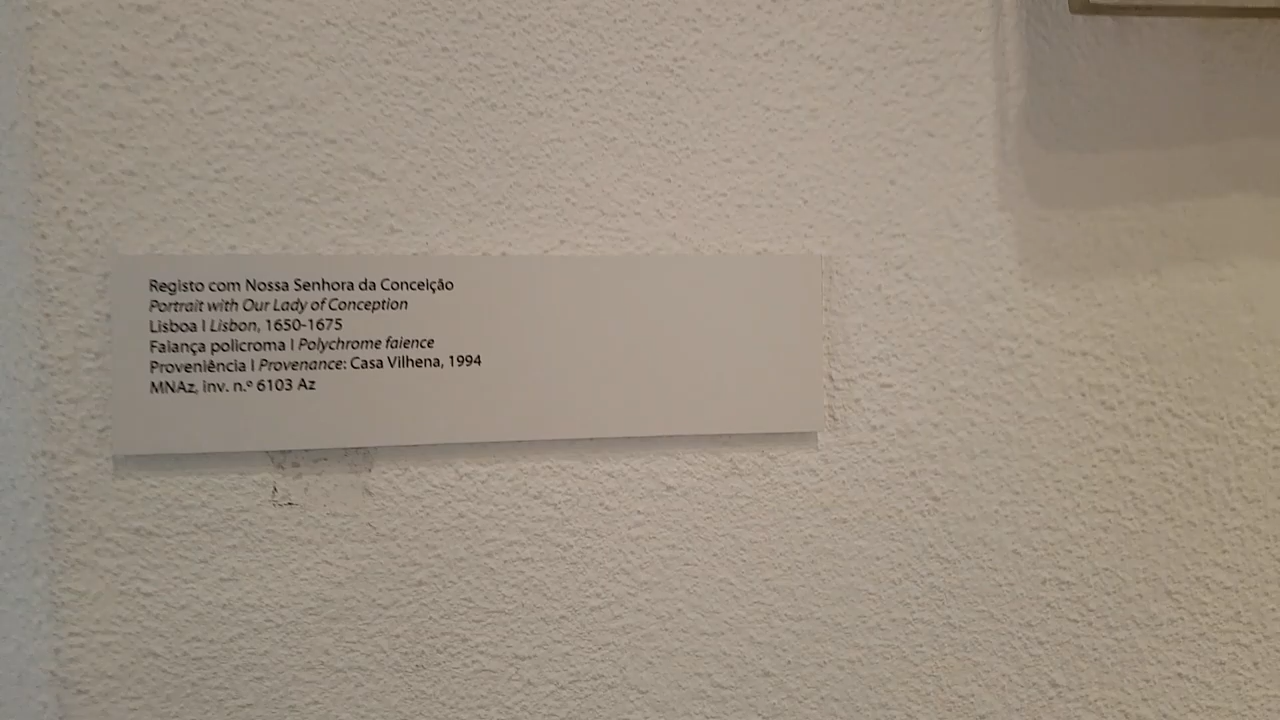 Registo com Nossa Senhora da Conceição
Portrait with Our Lady of Conception
Lisboa | Lisbon, 1650-1675
Faiança policroma | Polychrome faience
Proveniência | Provenance: Casa Vilhena, 1994
MNAz, inv. n.º 6103 Az